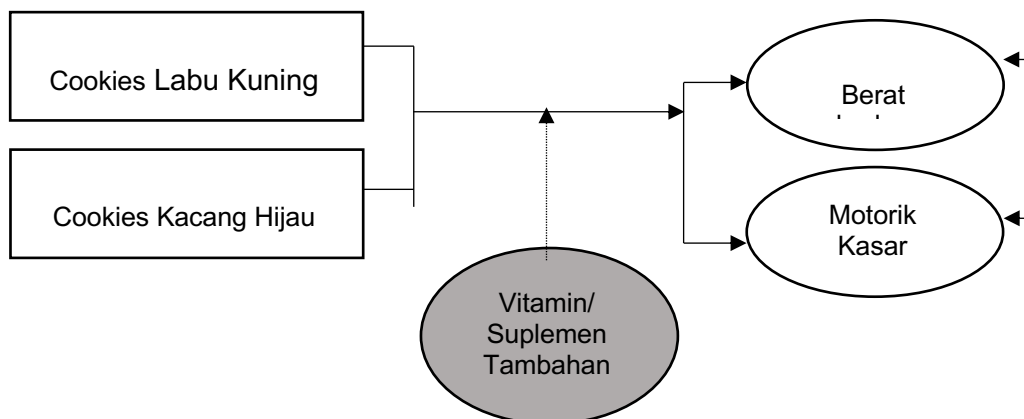 Cookies Labu Kuning
Berat
Cookies Kacang Hijau
Motorik
Kasar
Vitamin/
Suplemen
Tambahan